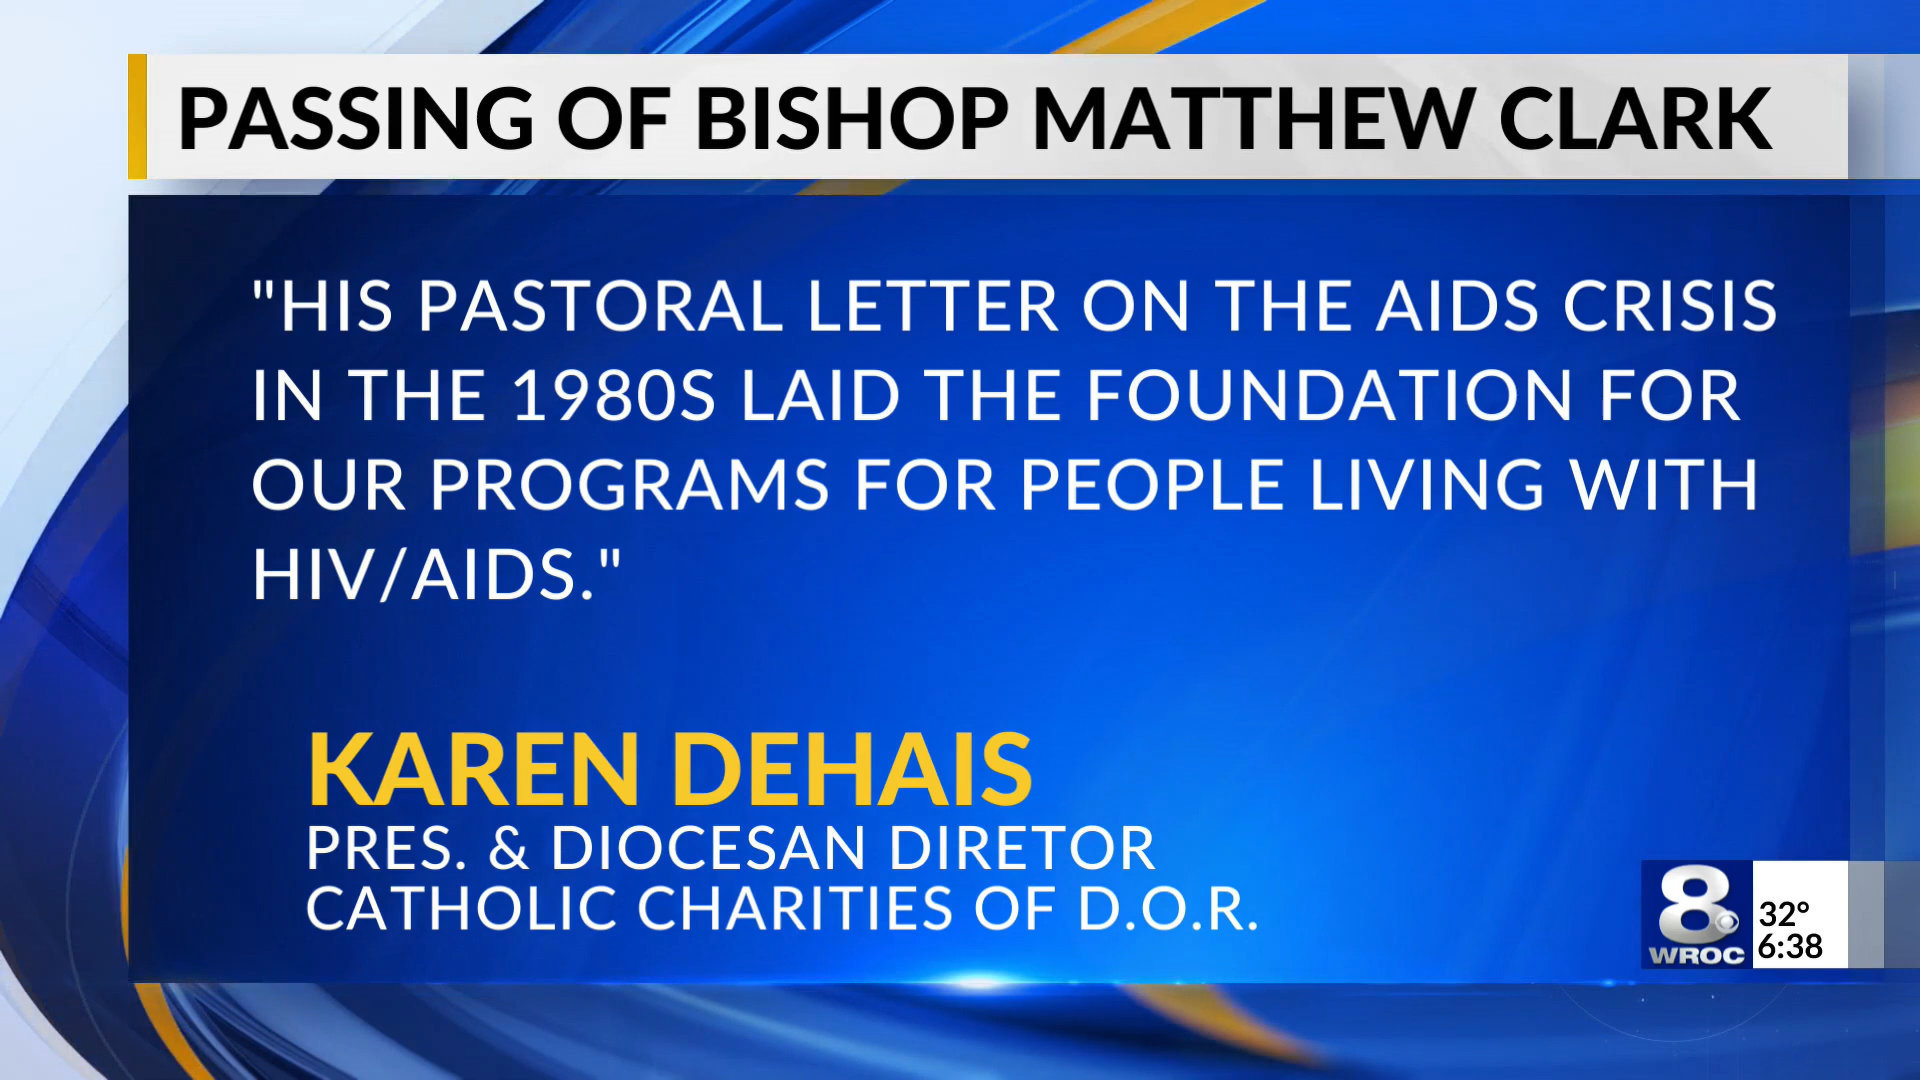 PASSING OF BISHOP MATTHEW CLARK
"HIS PASTORAL LETTER ON THE AIDS CRISIS
IN THE 1980S LAID THE FOUNDATION FOR
OUR PROGRAMS FOR PEOPLE LIVING WITH
HIV/AIDS."
KAREN DEHAIS
PRES. & DIOCESAN DIRETOR
CATHOLIC CHARITIES OF D.O.R.
8
WROC
32°
6:38